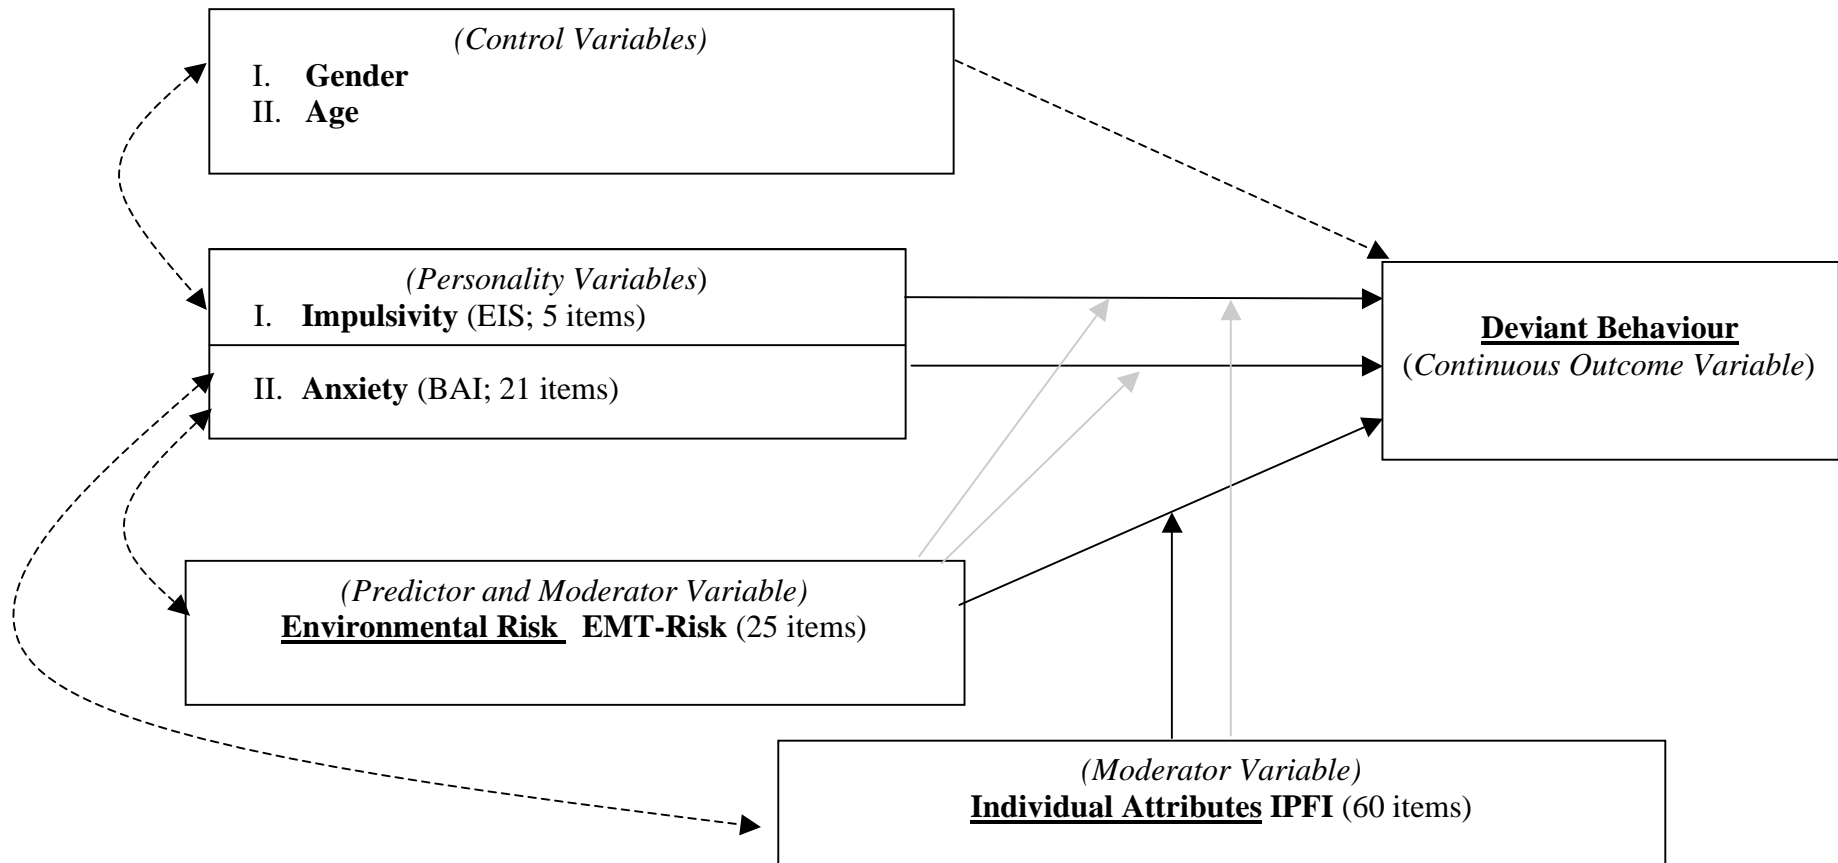 (Control Variables)
I. Gender
II. Age
(Personality Variables)
I. Impulsivity (EIS; 5 items)
II. Anxiety (BAI; 21 items)
Deviant Behaviour
(Continuous Outcome Variable)
(Predictor and Moderator Variable)
Environmental Risk EMT-Risk (25 items)
(Moderator Variable)
Individual Attributes IPFI (60 items)